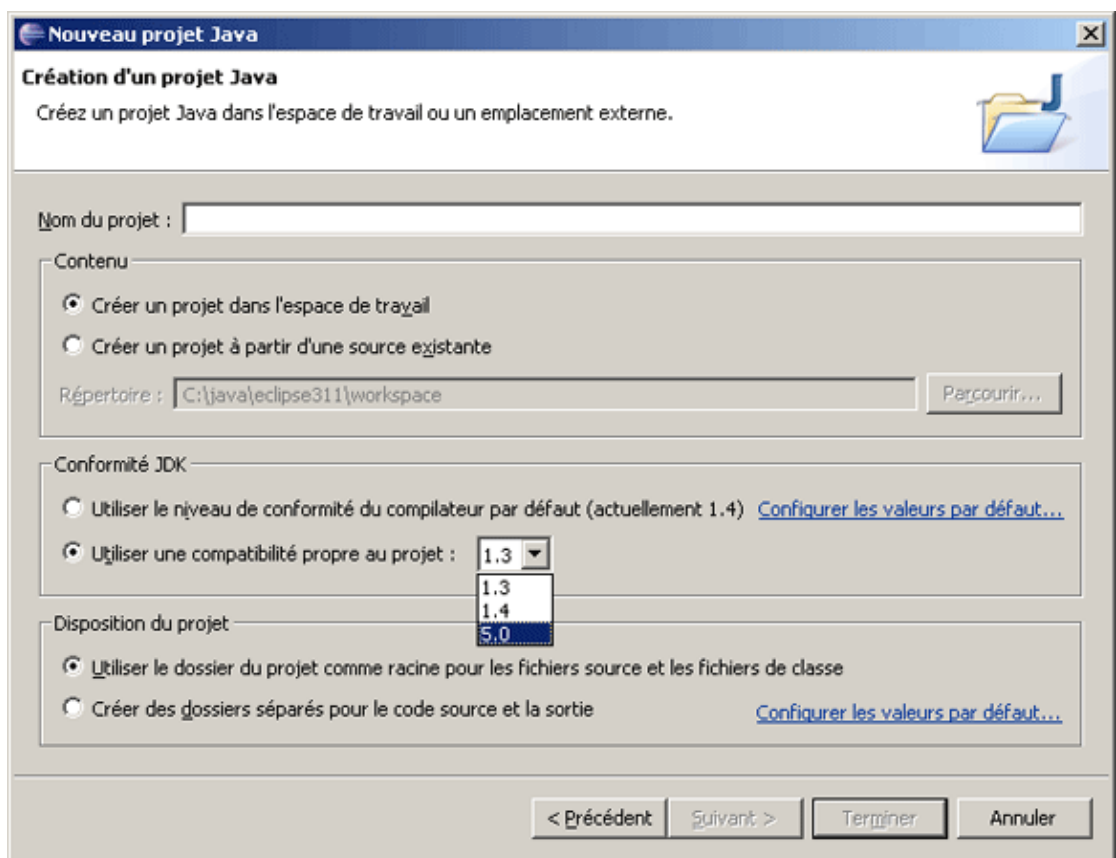 Nouveau projet Java
Création d'un projet Java
Créez un projet Java dans l'espace de travail ou un emplacement externe.
Nom du projet :
Contenu
Créer un projet dans l'espace de travail
Créer un projet à partir d'une source existante
Répertoire : C:\java\eclipse311\workspace Parcourir...
Conformité JDK
Utiliser le niveau de conformité du compilateur par défaut (actuellement 1.4) Configurer les valeurs par défaut...
Utiliser une compatibilité propre au projet : 1.3
1.3
1.4
5.0
Disposition du projet
Utiliser le dossier du projet comme racine pour les fichiers source et les fichiers de classe
Créer des dossiers séparés pour le code source et la sortie Configurer les valeurs par défaut...
< Précédent Suivant > Terminer Annuler